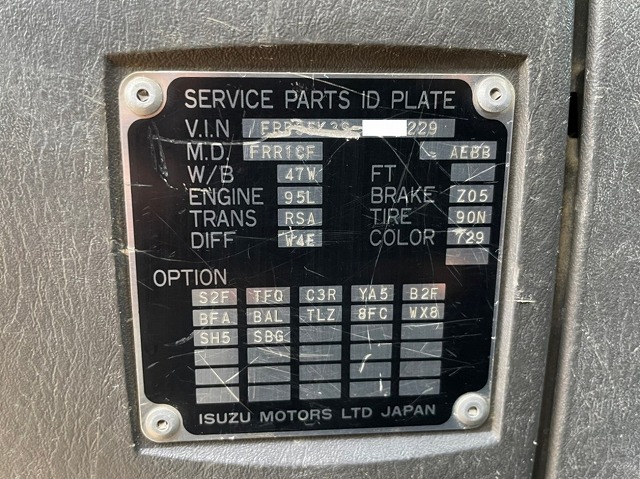 SERVICE PARTS ID PLATE
V.I.N 229
M.D. FRR1CF AEBB
W/B 47W FT
ENGINE 95L BRAKE Z05
TRANS RSA TIRE 90N
DIFF W4E COLOR 729
OPTION
S2F TFQ C3R YA5 B2F
BFA BAL TLZ 8FC WX8
SH5 SBG
ISUZU MOTORS LTD JAPAN